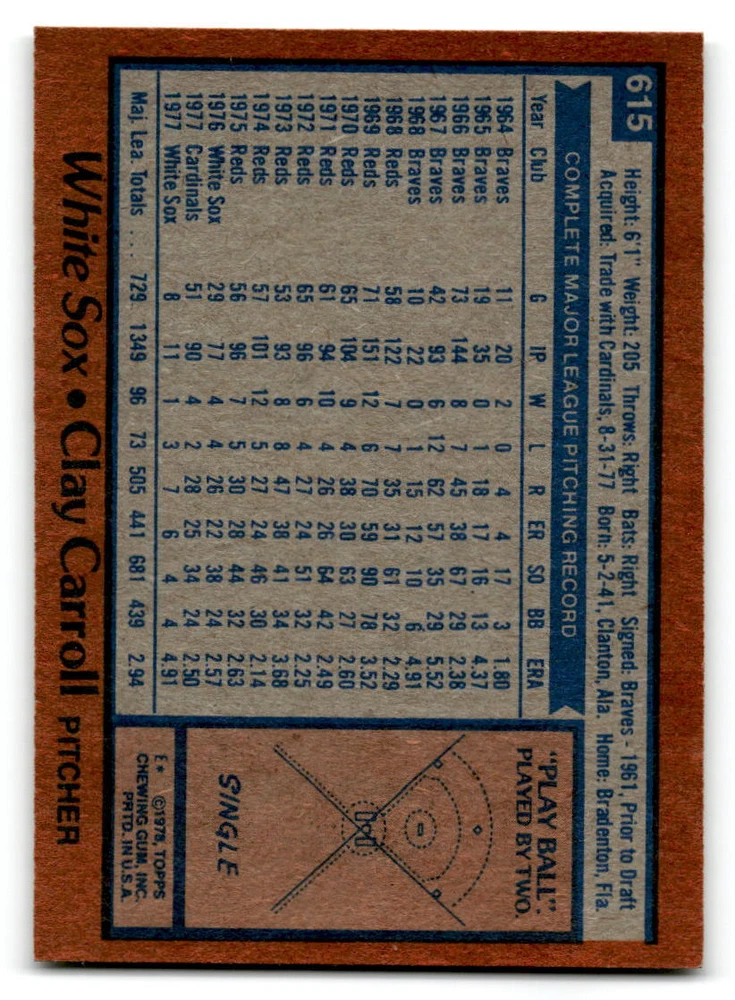 615
Height: 6'1" Weight: 205 Throws: Right Bats: Right Signed: Braves - 1961, Prior to Draft
Acquired: Trade with Cardinals, 8-31-77 Born: 5-2-41, Clanton, Ala. Home: Bradenton, Fla.
COMPLETE MAJOR LEAGUE PITCHING RECORD
Year Club G IP W L R ER SO BB ERA
1964 Braves 11 20 2 0 4 4 17 3 1.80
1965 Braves 19 35 0 1 18 17 16 13 4.37
1966 Braves 73 144 8 7 45 38 67 29 2.38
1967 Braves 42 93 6 12 62 57 35 29 5.52
1968 Braves 10 22 0 1 15 12 10 6 4.91
1968 Reds 58 122 7 7 35 31 61 32 2.29
1969 Reds 71 151 12 6 70 59 90 78 3.52
1970 Reds 65 104 9 4 38 30 63 27 2.60
1971 Reds 61 94 10 4 26 26 64 42 2.49
1972 Reds 65 96 6 4 27 24 51 32 2.25
1973 Reds 53 93 8 8 47 38 41 34 3.68
1974 Reds 57 101 12 5 27 24 46 30 2.14
1975 Reds 56 96 7 5 30 28 44 32 2.63
1976 White Sox 29 77 4 4 26 22 38 24 2.57
1977 Cardinals 51 90 4 2 28 25 34 24 2.50
1977 White Sox 8 11 1 3 7 6 4 4 4.91
Maj. Lea. Totals ... 729 1349 96 73 505 441 681 439 2.94
"PLAY BALL".
PLAYED BY TWO.
SINGLE
E* ©1978, TOPPS
CHEWING GUM, INC.
PRTD. IN U.S.A.
White Sox • Clay Carroll PITCHER